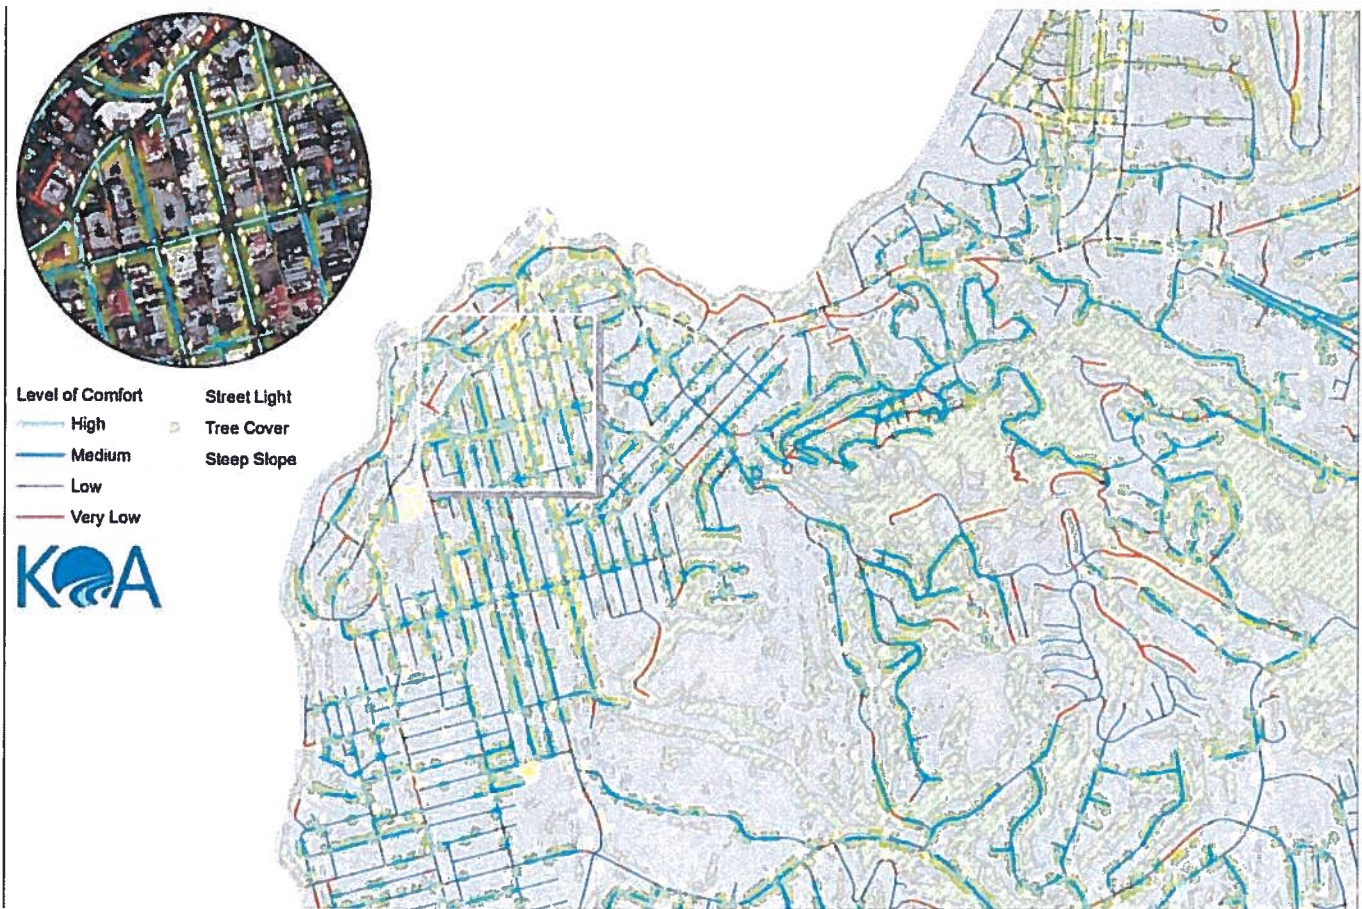 Level of Comfort
High
Medium
Low
Very Low
Street Light
Tree Cover
Steep Slope
KOA